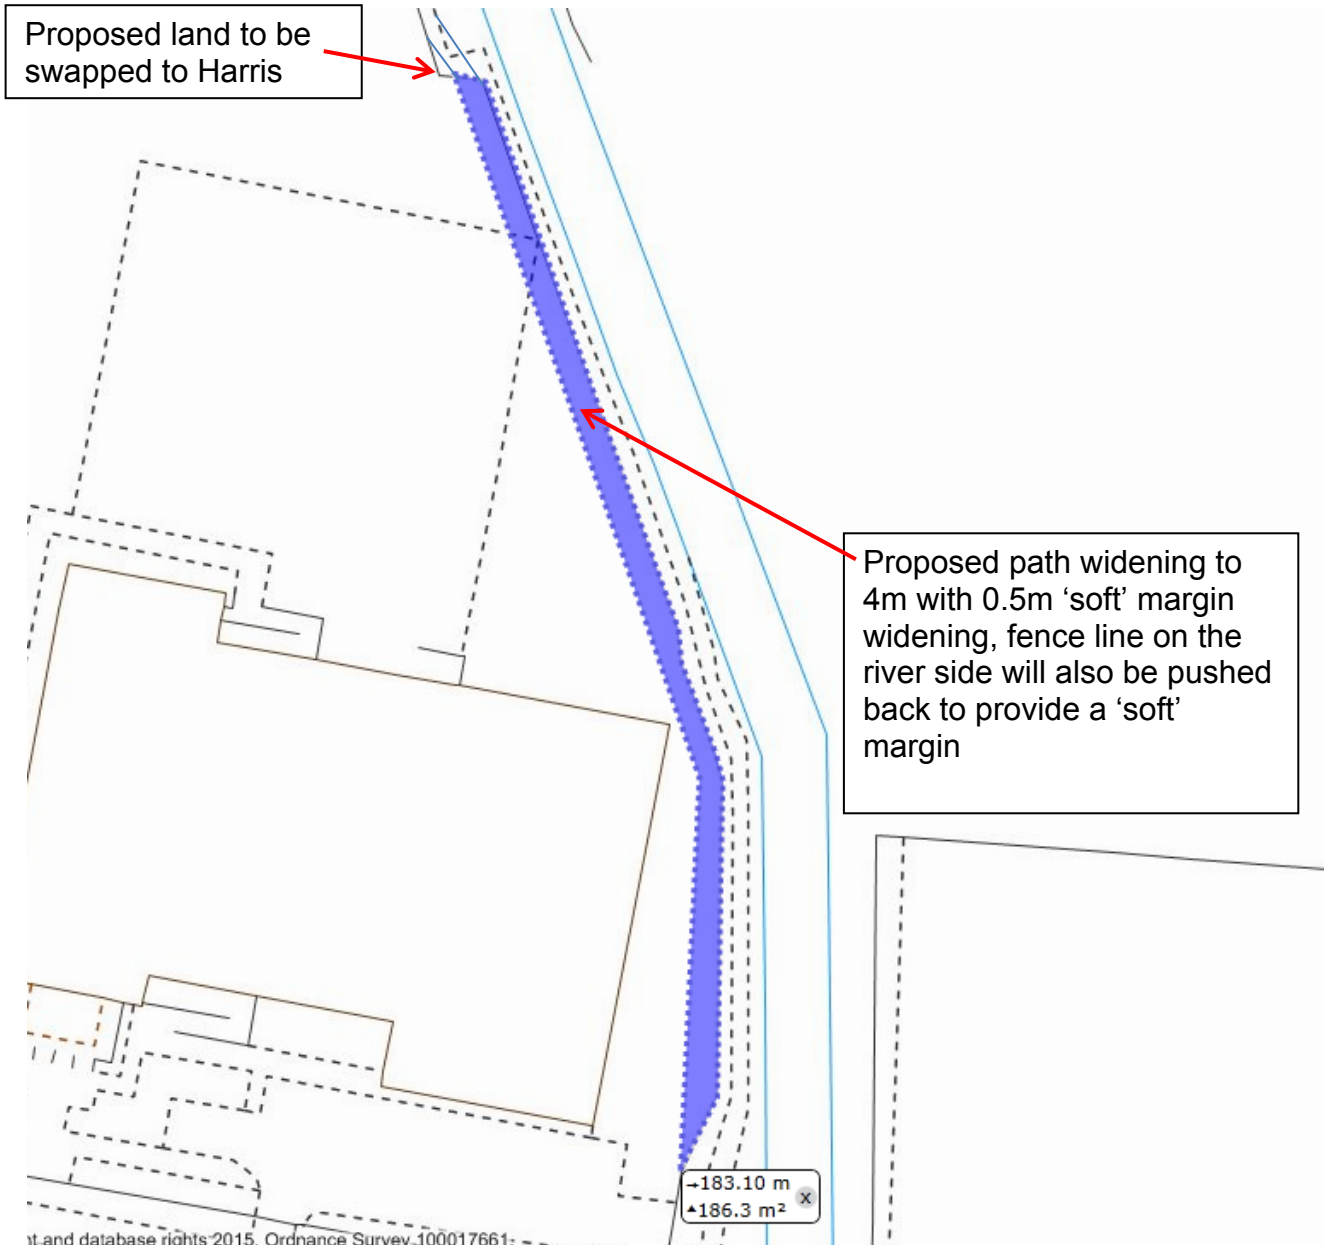 Proposed land to be
swapped to Harris
Proposed path widening to
4m with 0.5m ‘soft’ margin
widening, fence line on the
river side will also be pushed
back to provide a ‘soft’
margin
→183.10 m
▲186.3 m²
x
and database rights 2015. Ordnance Survey 100017661